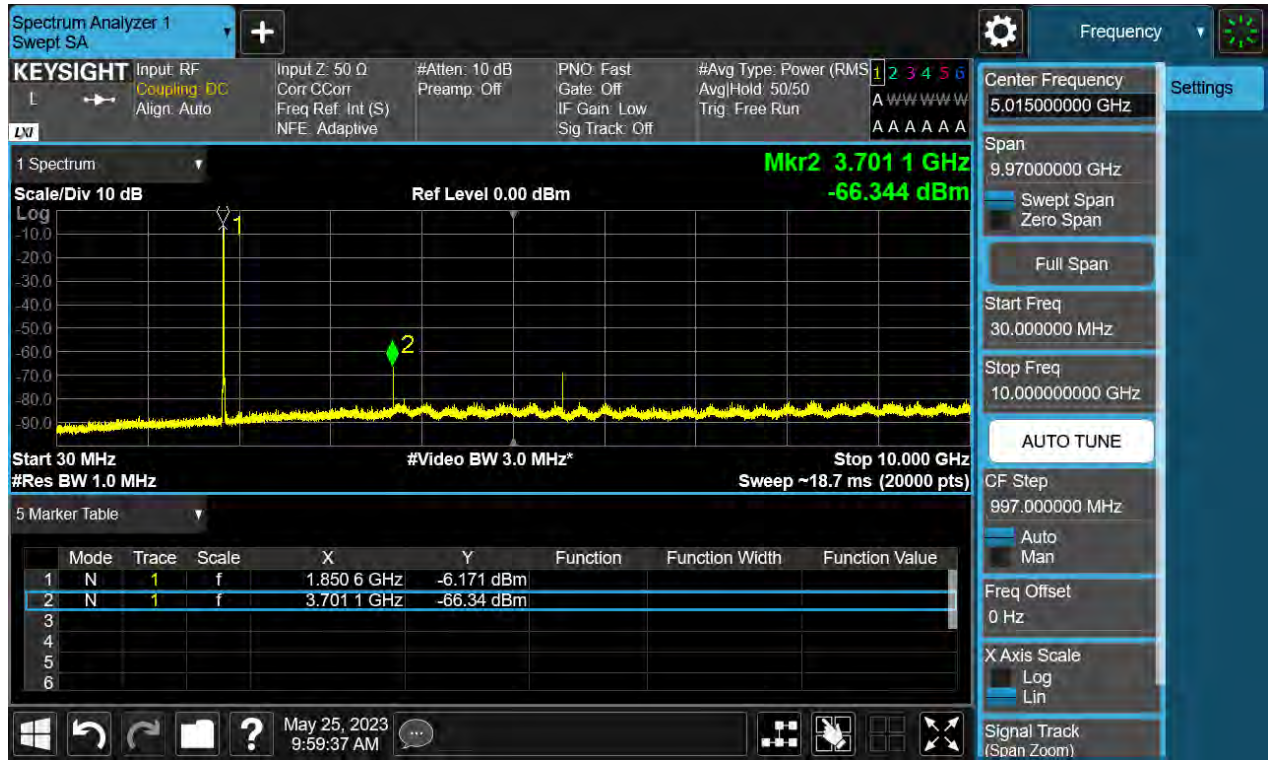 Spectrum Analyzer 1
Swept SA
+
Frequency
KEYSIGHT
L
LXI
Input: RF
Coupling: DC
Align: Auto
Input Z: 50 Ω
Corr CCorr
Freq Ref: Int (S)
NFE: Adaptive
#Atten: 10 dB
Preamp: Off
PNO: Fast
Gate: Off
IF Gain: Low
Sig Track: Off
#Avg Type: Power (RMS
Avg|Hold: 50/50
Trig: Free Run
1 2 3 4 5 6
A W W W W W
A A A A A A
Center Frequency
5.015000000 GHz
Settings
1 Spectrum
Mkr2 3.701 1 GHz
Scale/Div 10 dB
Ref Level 0.00 dBm
-66.344 dBm
Log
-10.0
-20.0
-30.0
-40.0
-50.0
-60.0
-70.0
-80.0
-90.0
1
2
Start 30 MHz
#Video BW 3.0 MHz*
Stop 10.000 GHz
#Res BW 1.0 MHz
Sweep ~18.7 ms (20000 pts)
Span
9.97000000 GHz
Swept Span
Zero Span
Full Span
Start Freq
30.000000 MHz
Stop Freq
10.000000000 GHz
AUTO TUNE
CF Step
997.000000 MHz
Auto
Man
Freq Offset
0 Hz
X Axis Scale
Log
Lin
Signal Track
(Span Zoom)
5 Marker Table
Mode Trace Scale X Y Function Function Width Function Value
1 N 1 f 1.850 6 GHz -6.171 dBm
2 N 1 f 3.701 1 GHz -66.34 dBm
3
4
5
6
?
May 25, 2023
9:59:37 AM